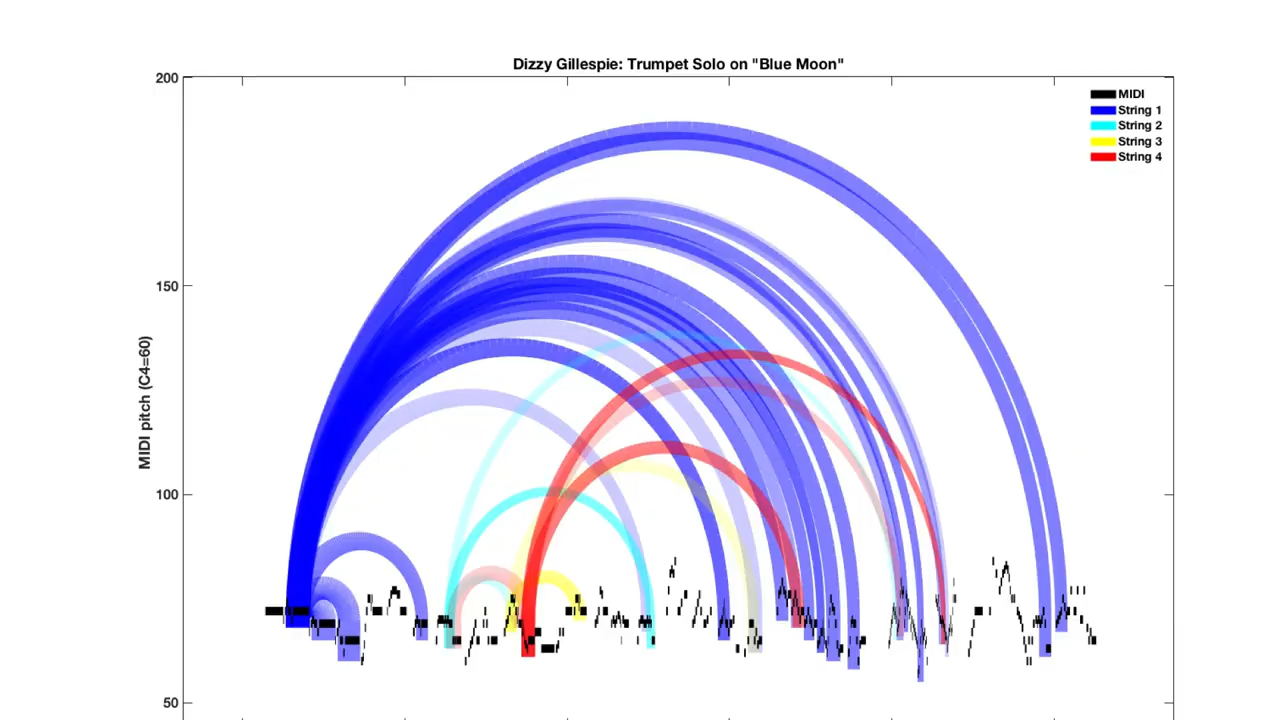 Dizzy Gillespie: Trumpet Solo on "Blue Moon"
200
MIDI
String 1
String 2
String 3
String 4
150
MIDI pitch (C4=60)
100
50